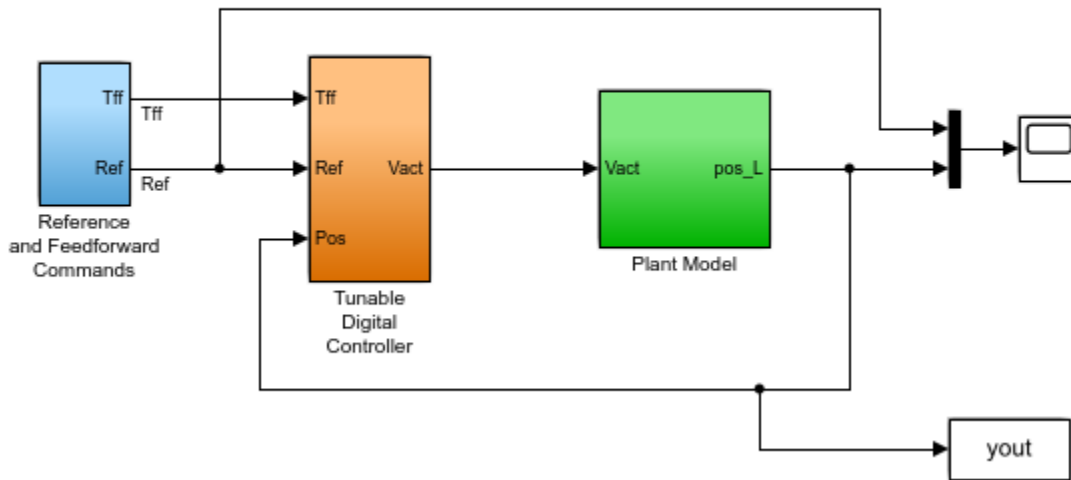 Tff
Tff
Ref
Ref
Reference
and Feedforward
Commands
Tff
Ref
Vact
Pos
Tunable
Digital
Controller
Vact
pos_L
Plant Model
yout